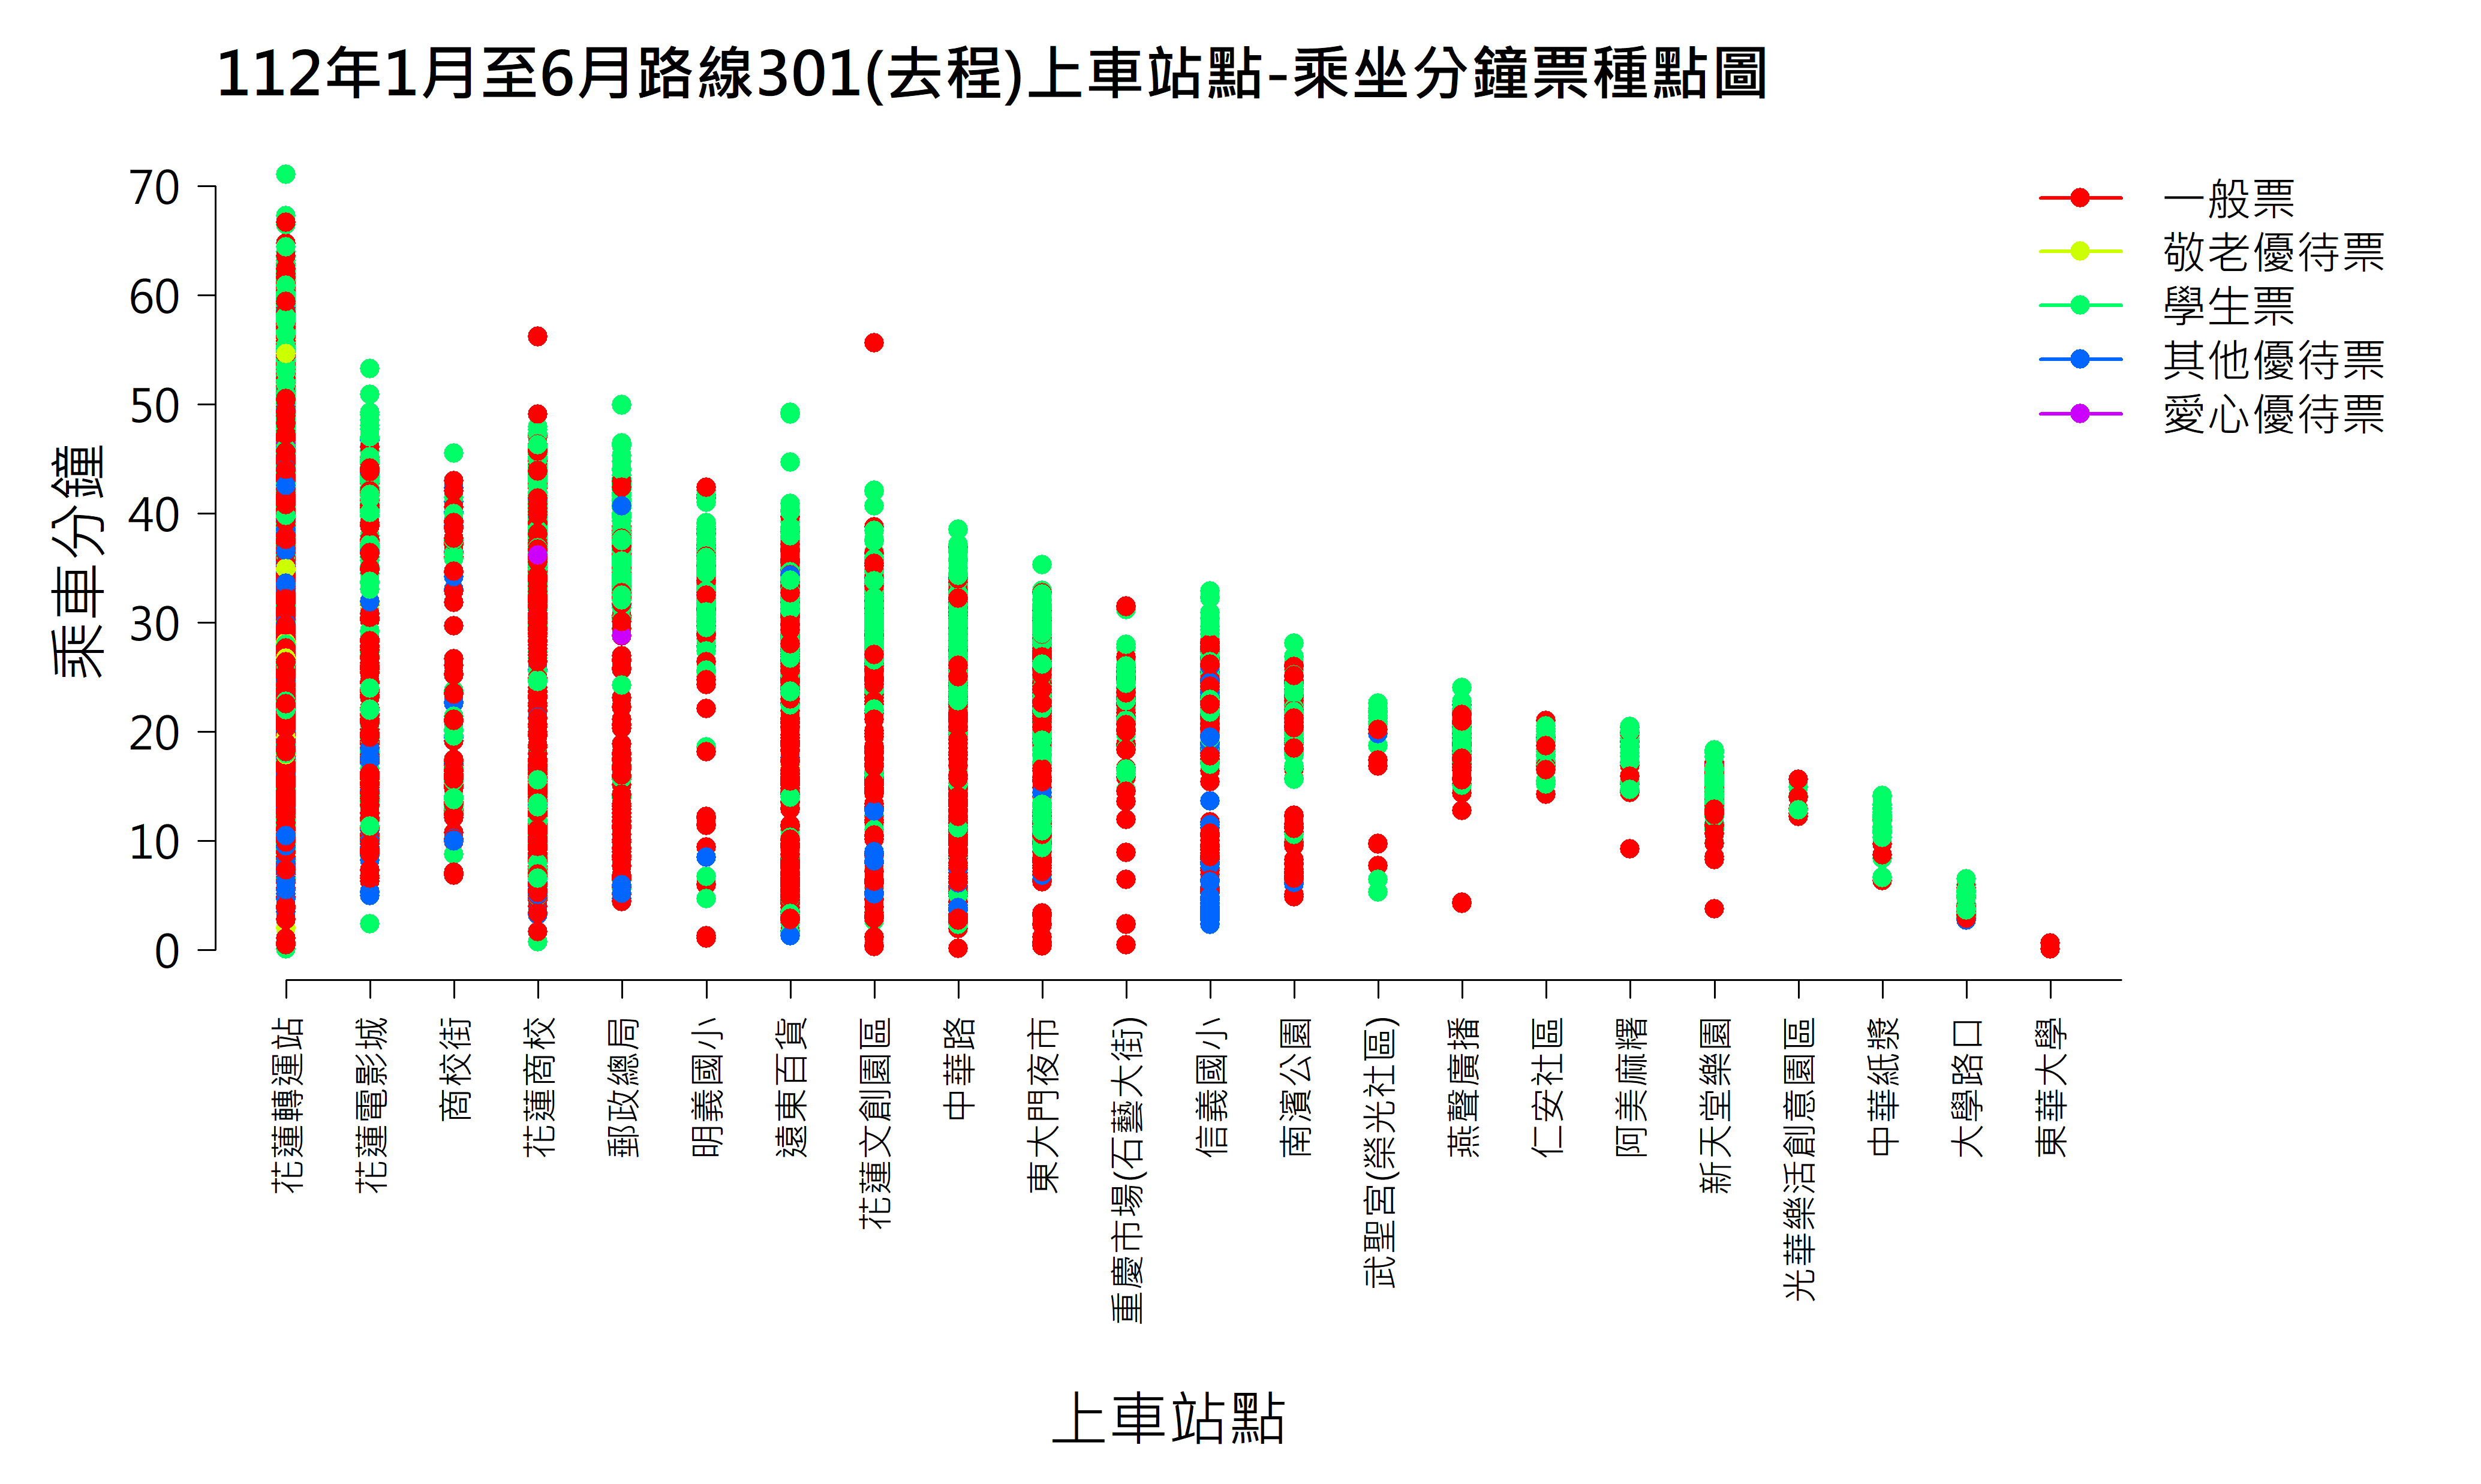 112年1月至6月路線301(去程)上車站點-乘坐分鐘票種點圖
一般票
敬老優待票
學生票
其他優待票
愛心優待票
乘車分鐘
70
60
50
40
30
20
10
0
花蓮轉運站
花蓮電影城
商校街
花蓮商校
郵政總局
明義國小
遠東百貨
花蓮文創園區
中華路
東大門夜市
重慶市場(石藝大街)
信義國小
南濱公園
武聖宮(榮光社區)
燕聲廣播
仁安社區
阿美麻糬
新天堂樂園
光華樂活創意園區
中華紙漿
大學路口
東華大學
上車站點